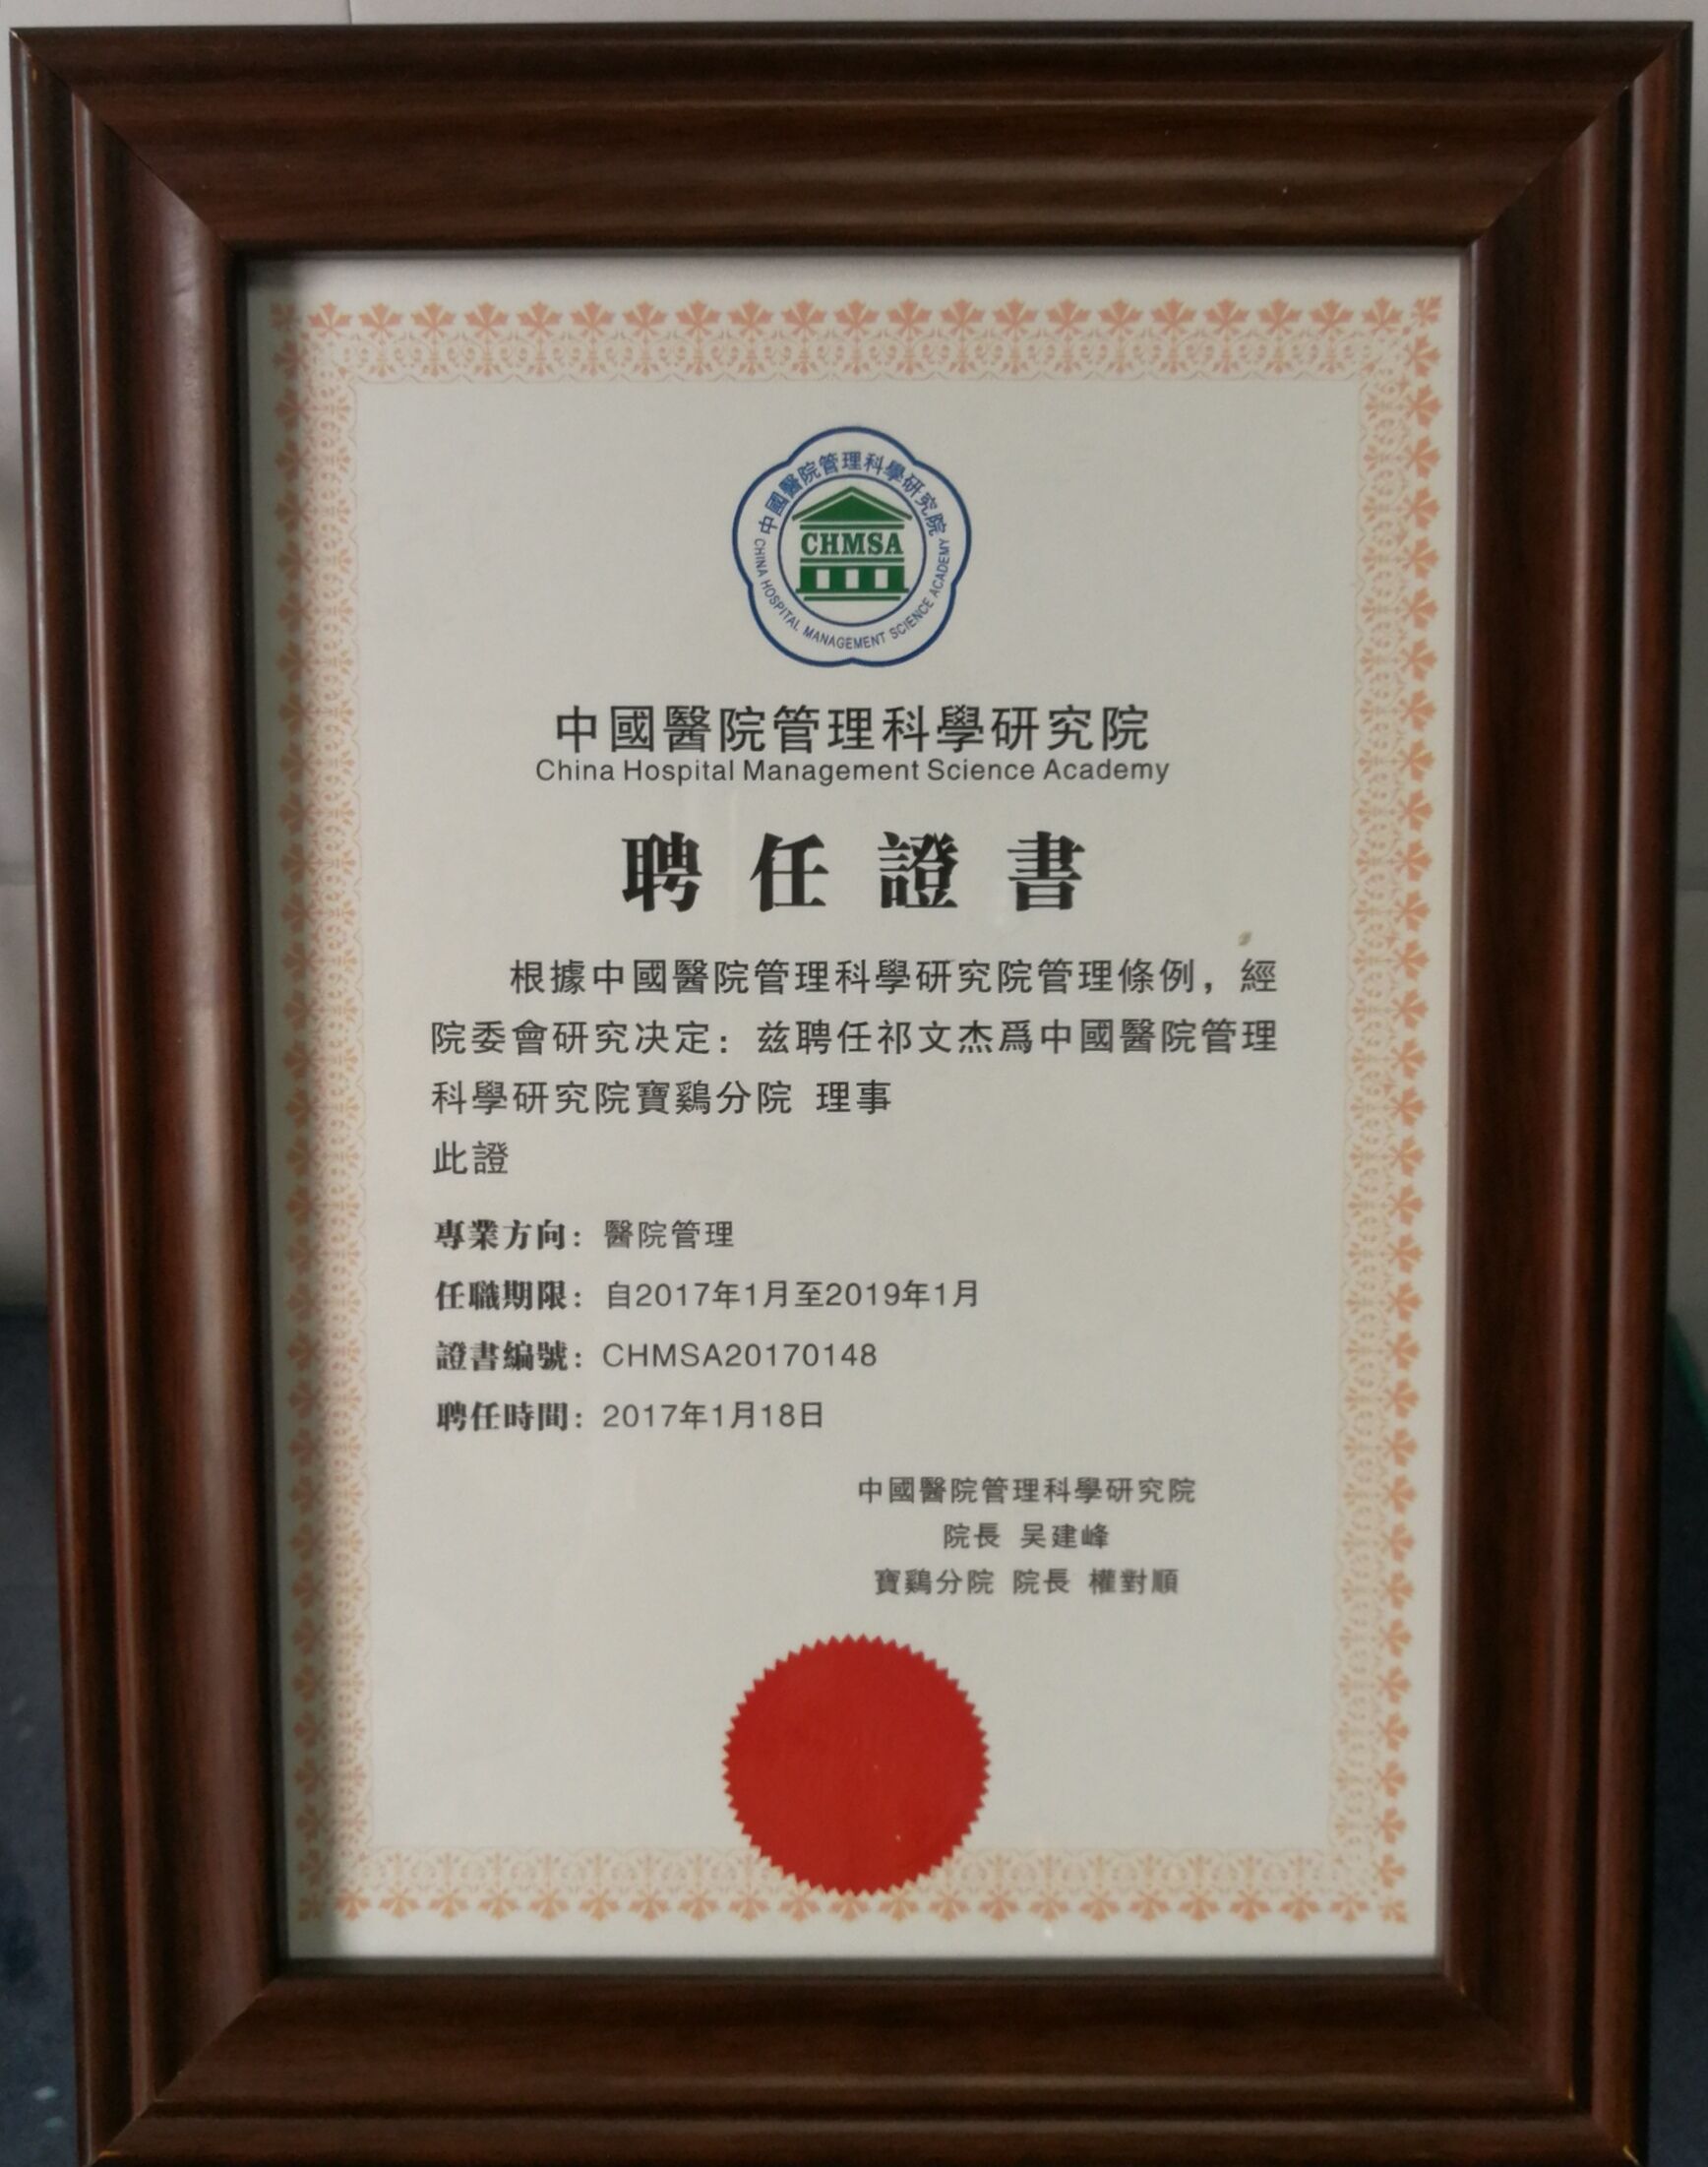 中國醫院管理科學研究院
CHMSA
CHINA HOSPITAL MANAGEMENT SCIENCE ACADEMY
中國醫院管理科學研究院
China Hospital Management Science Academy
聘任證書
根據中國醫院管理科學研究院管理條例，經
院委會研究决定：兹聘任祁文杰爲中國醫院管理
科學研究院寶鷄分院 理事
此證
專業方向：醫院管理
任職期限：自2017年1月至2019年1月
證書編號：CHMSA20170148
聘任時間：2017年1月18日
中國醫院管理科學研究院
院長 吴建峰
寶鷄分院 院長 權對順